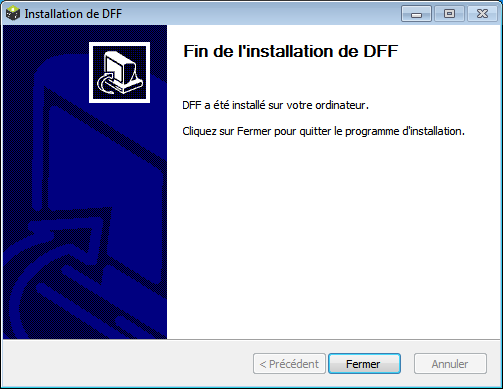 Installation de DFF
Fin de l'installation de DFF
DFF a été installé sur votre ordinateur.
Cliquez sur Fermer pour quitter le programme d'installation.
< Précédent Fermer Annuler